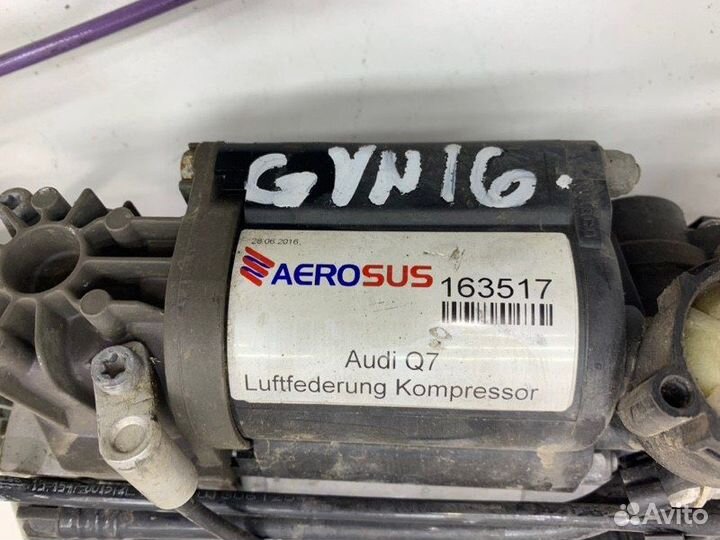 GVN16.
28.06.2016.
AEROSUS 163517
Audi Q7
Luftfederung Kompressor
Avito